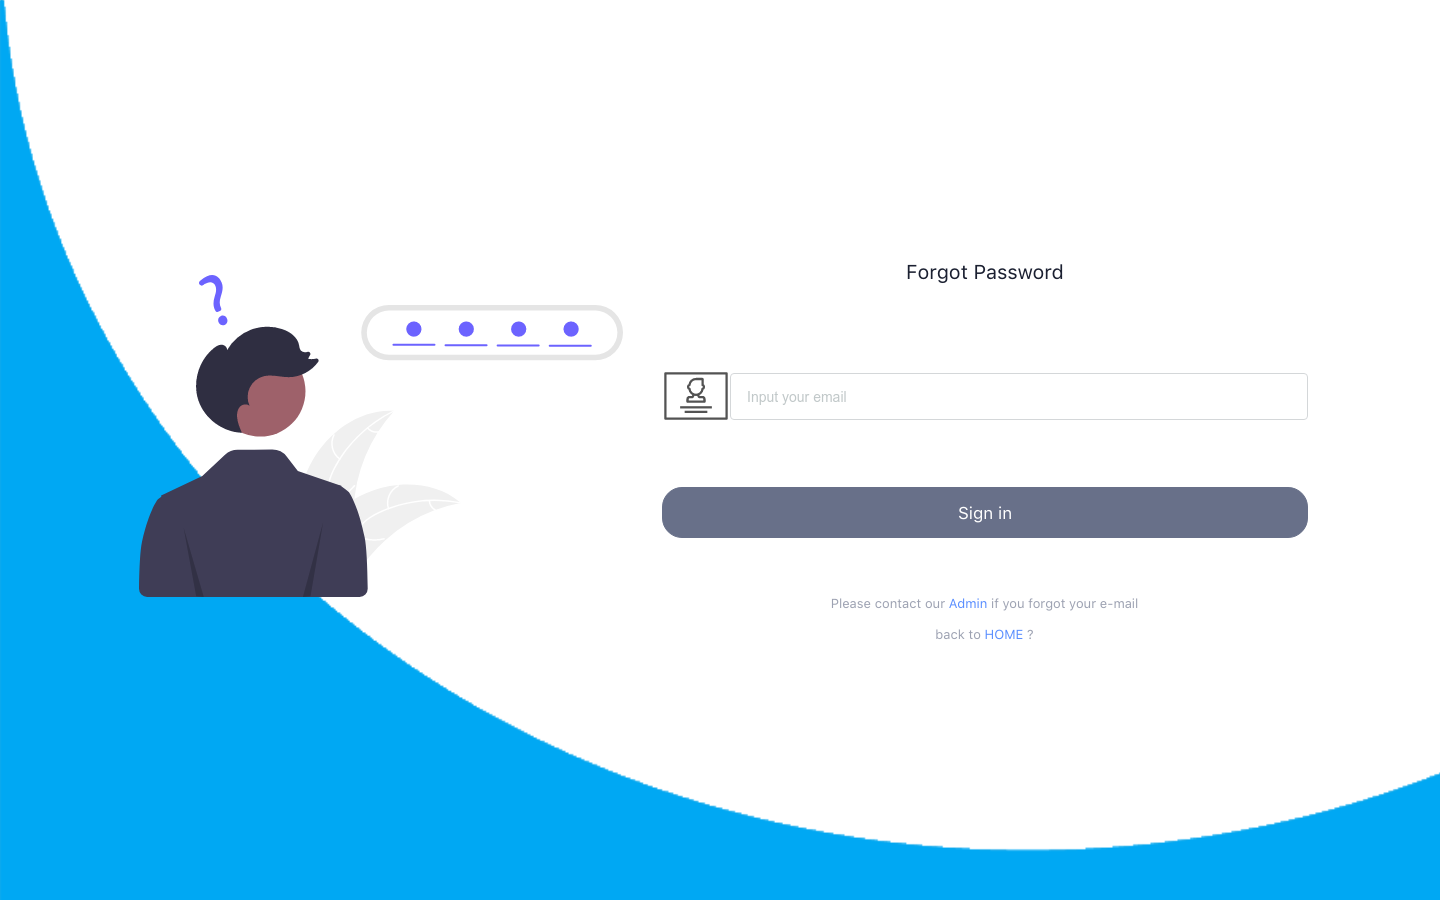 ?
Forgot Password
Input your email
Sign in
Please contact our Admin if you forgot your e-mail
back to HOME ?